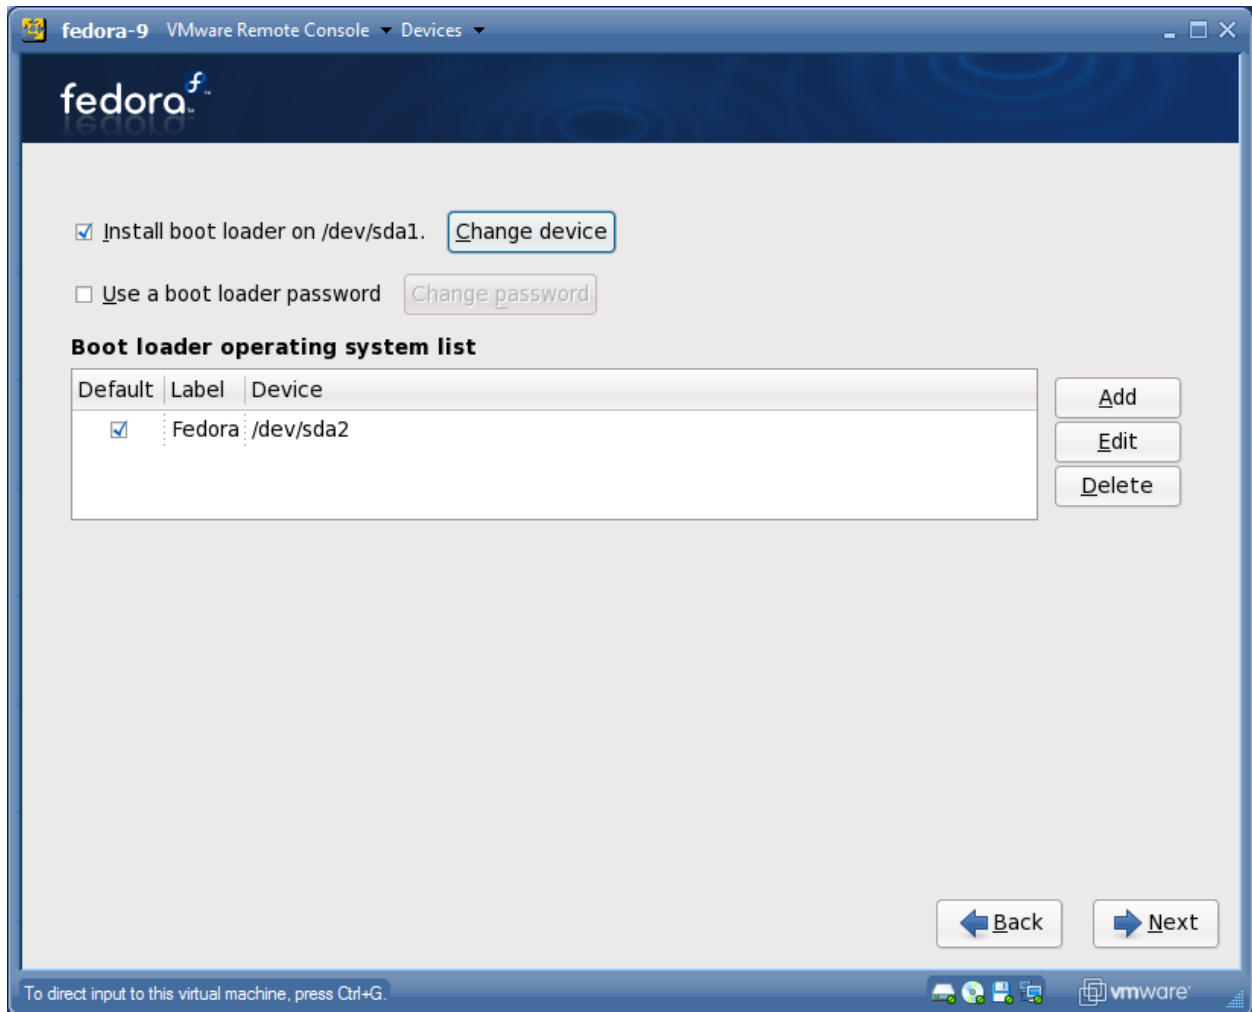 fedora-9 VMware Remote Console Devices
fedora
Install boot loader on /dev/sda1. Change device
Use a boot loader password Change password
Boot loader operating system list
Default Label Device
Fedora /dev/sda2
Add
Edit
Delete
Back Next
To direct input to this virtual machine, press Ctrl+G. vmware